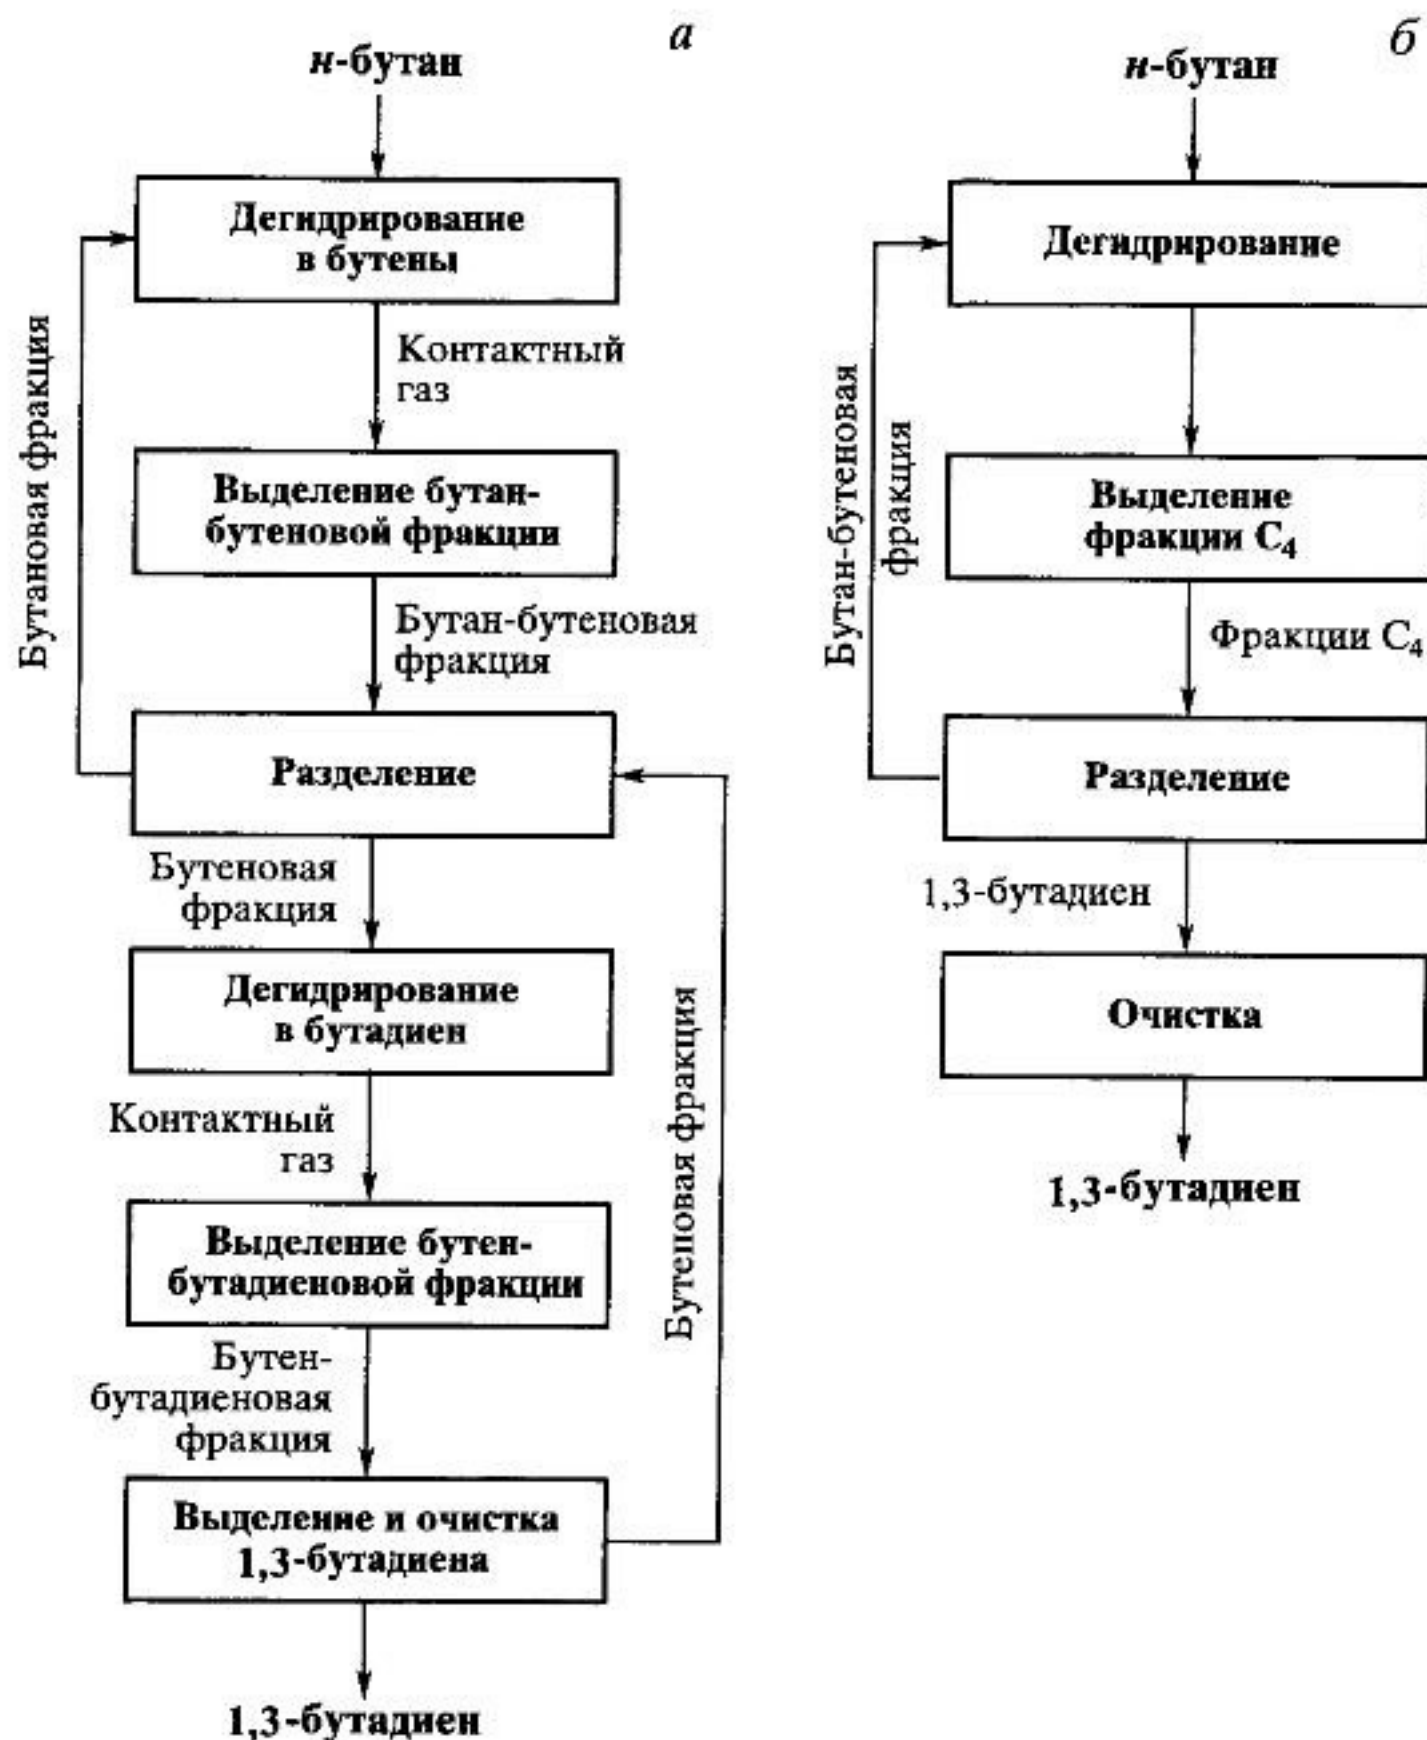 а
н-бутан
Дегидрирование
в бутены
Контактный
газ
Бутановая фракция
Выделение бутан-
бутеновой фракции
Бутан-бутеновая
фракция
Разделение
Бутеновая
фракция
Дегидрирование
в бутадиен
Контактный
газ
Бутеновая фракция
Выделение бутен-
бутадиеновой фракции
Бутен-
бутадиеновая
фракция
Выделение и очистка
1,3-бутадиена
1,3-бутадиен
б
н-бутан
Дегидрирование
Бутан-бутеновая
фракция
Выделение
фракции C₄
Фракции C₄
Разделение
1,3-бутадиен
Очистка
1,3-бутадиен